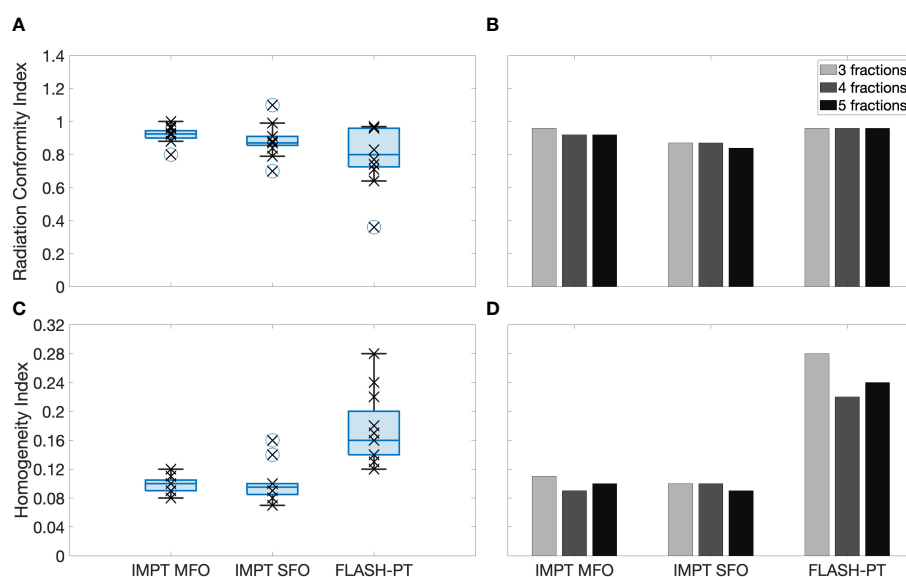 A
B
Radiation Conformity Index
1.4
1.2
1
0.8
0.6
0.4
0.2
0
3 fractions
4 fractions
5 fractions
C
D
Homogeneity Index
0.32
0.28
0.24
0.2
0.16
0.12
0.08
0.04
0
IMPT MFO
IMPT SFO
FLASH-PT
IMPT MFO
IMPT SFO
FLASH-PT